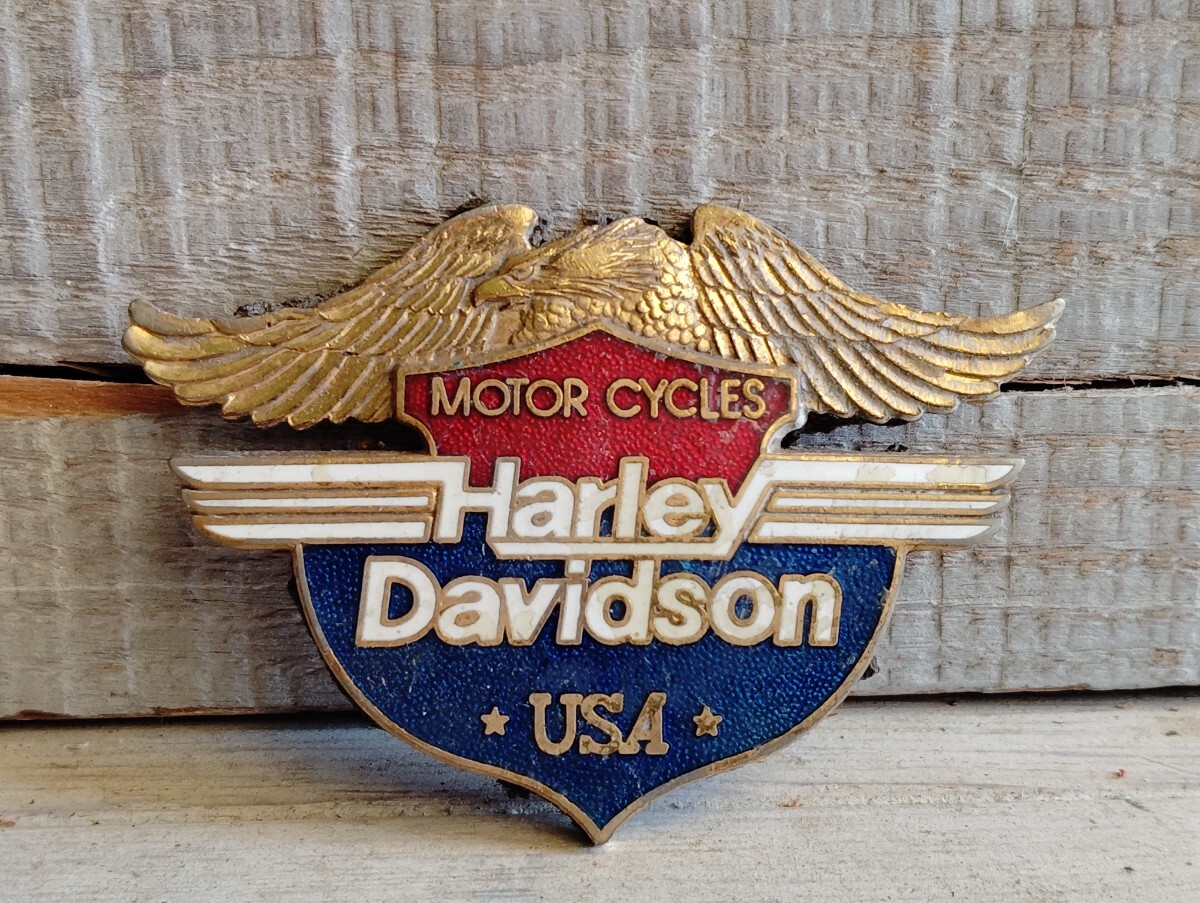 MOTOR CYCLES
Harley
Davidson
USA